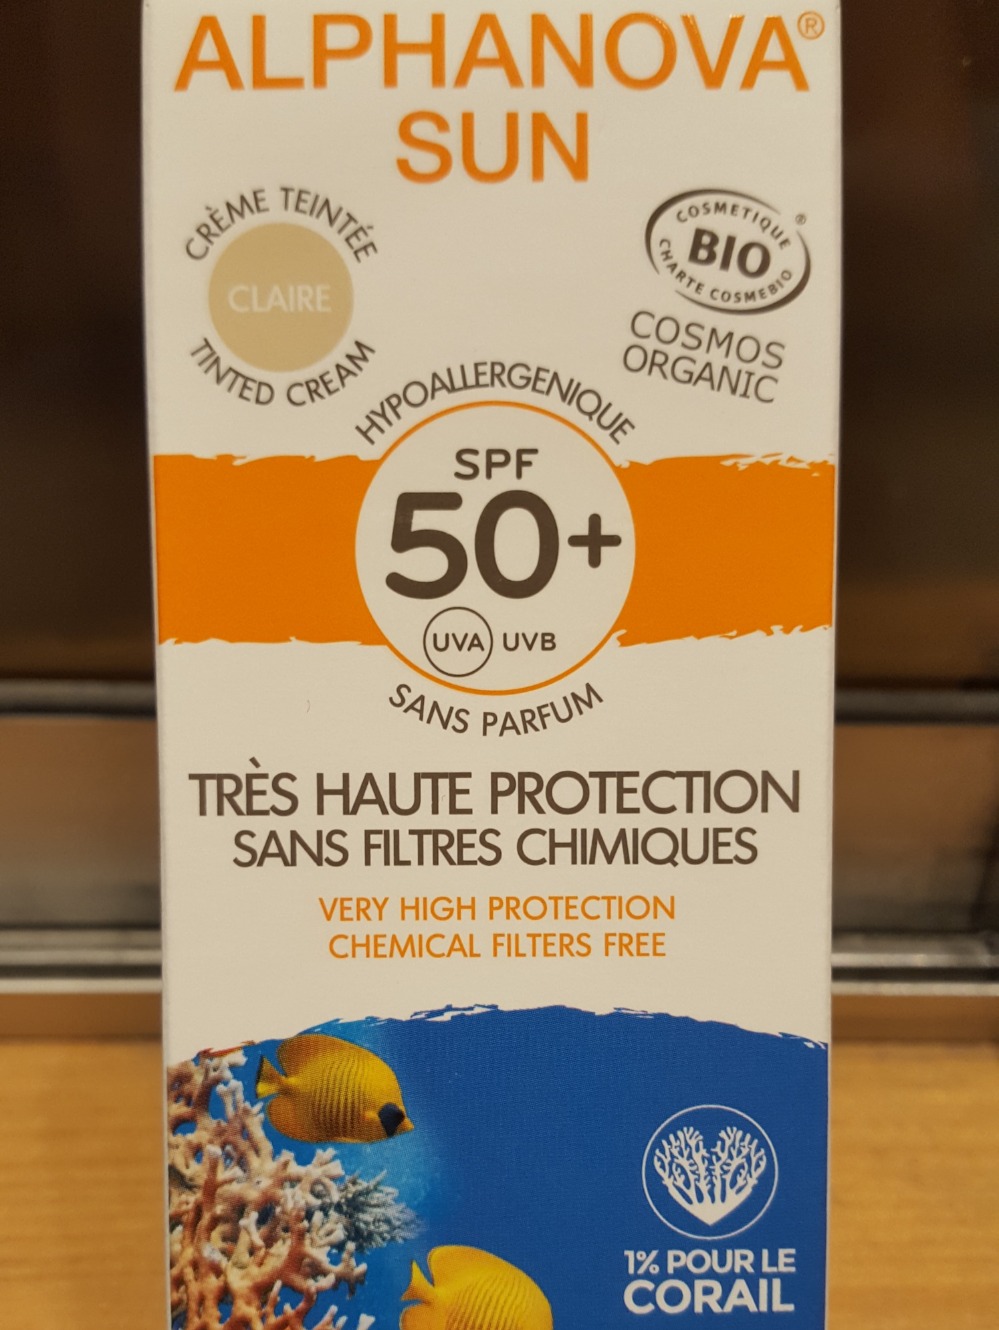 ALPHANOVA®
SUN
CRÈME TEINTÉE
CLAIRE
TINTED CREAM
COSMETIQUE ®
BIO
CHARTE COSMEBIO
COSMOS
ORGANIC
HYPOALLERGENIQUE
SPF
50+
UVA UVB
SANS PARFUM
TRÈS HAUTE PROTECTION
SANS FILTRES CHIMIQUES
VERY HIGH PROTECTION
CHEMICAL FILTERS FREE
1% POUR LE
CORAIL